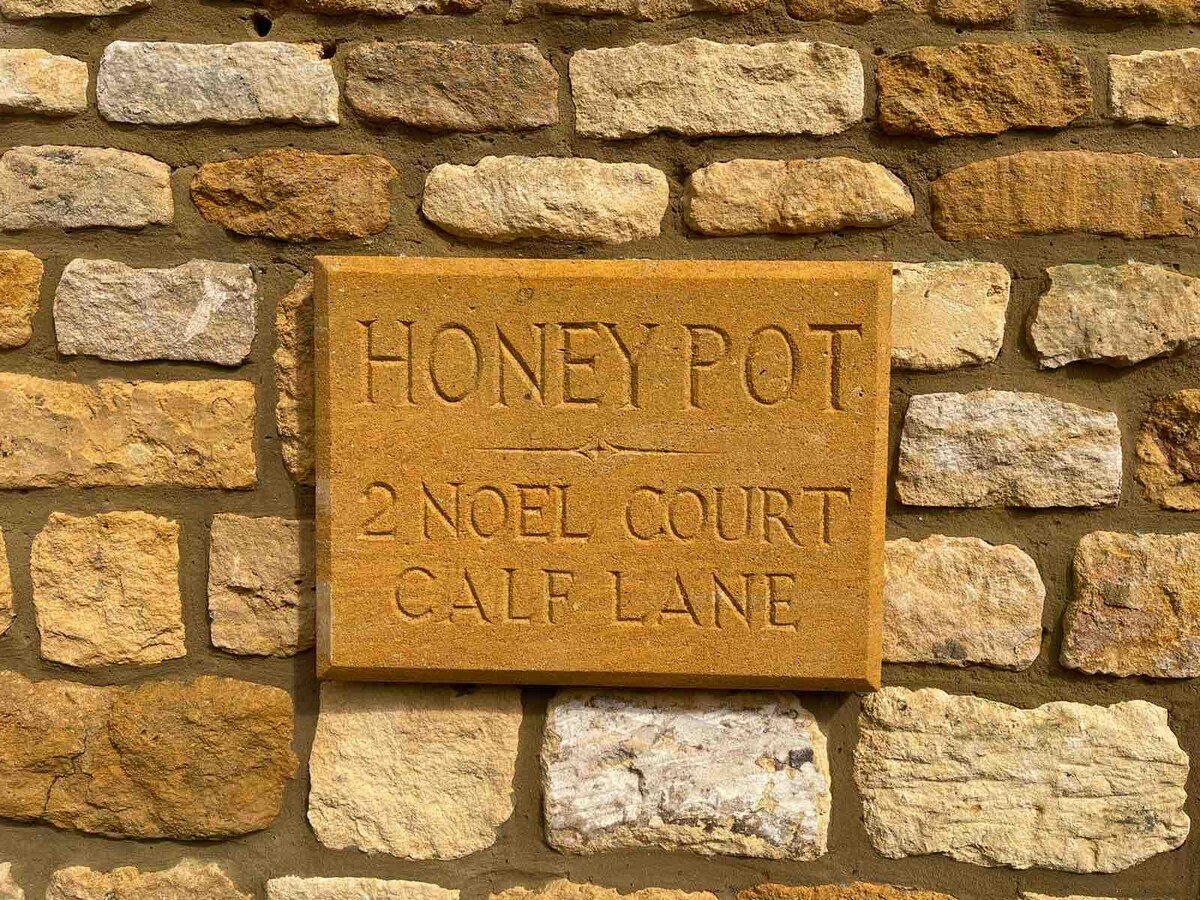 HONEY POT
2 NOEL COURT
CALF LANE